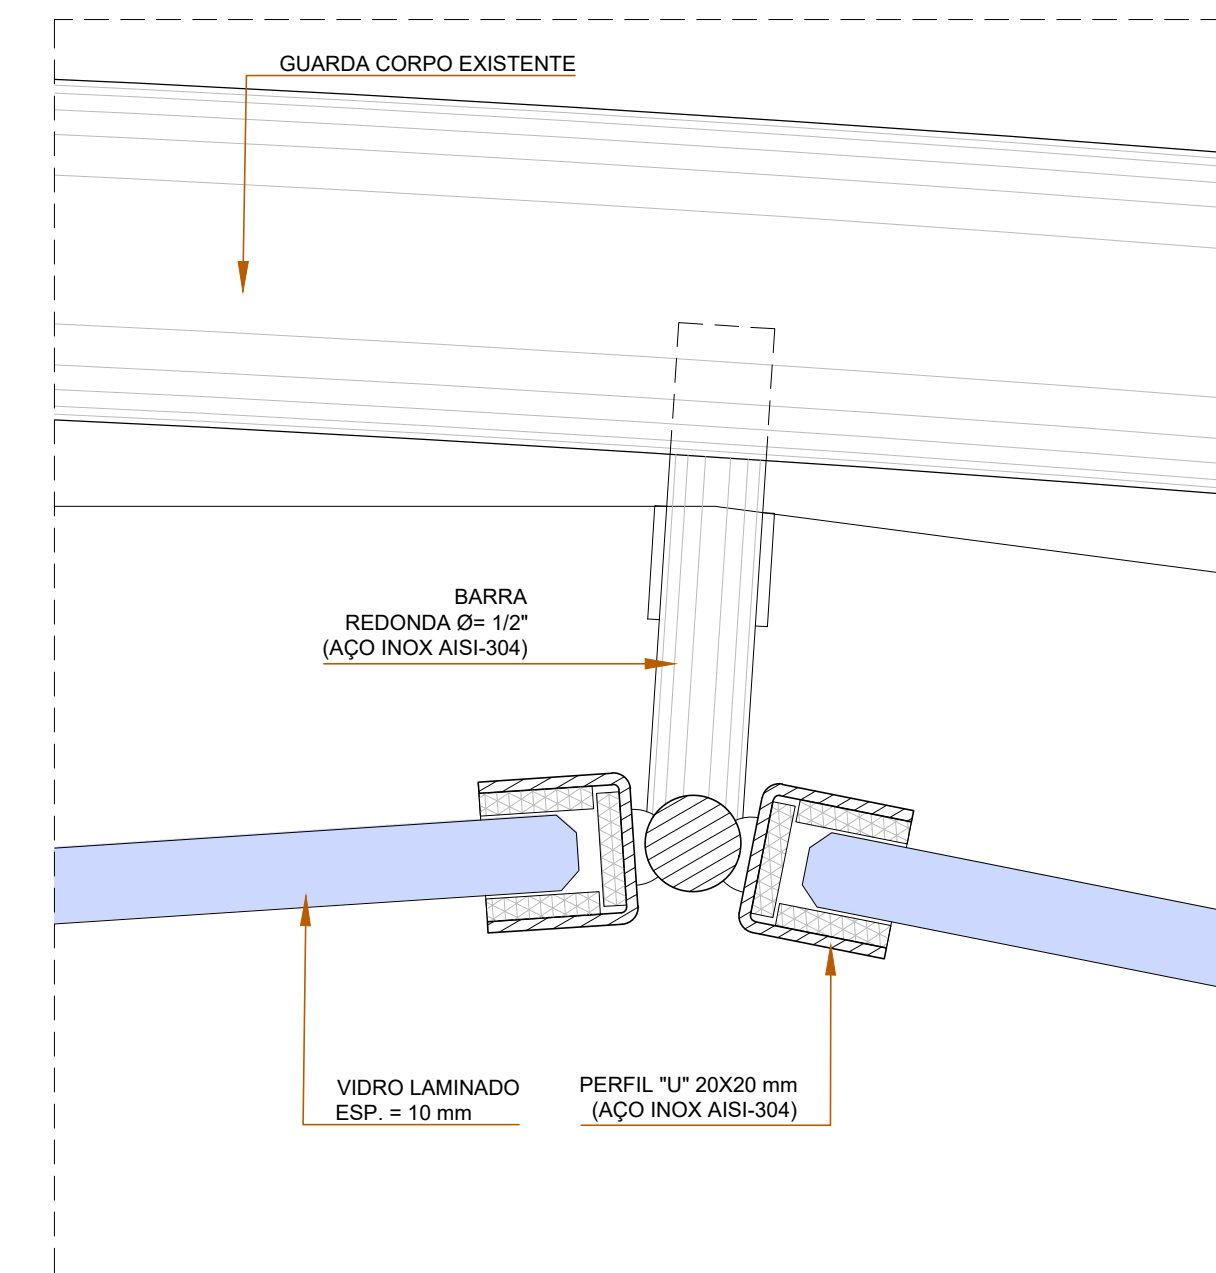 GUARDA CORPO EXISTENTE
BARRA
REDONDA Ø= 1/2"
(AÇO INOX AISI-304)
VIDRO LAMINADO
ESP. = 10 mm
PERFIL "U" 20X20 mm
(AÇO INOX AISI-304)